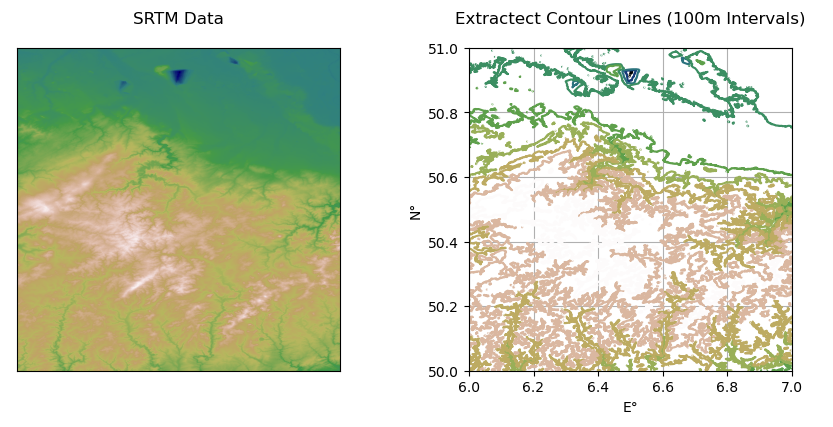 SRTM Data
Extractect Contour Lines (100m Intervals)
51.0
50.8
50.6
50.4
50.2
50.0
N°
6.0 6.2 6.4 6.6 6.8 7.0
E°